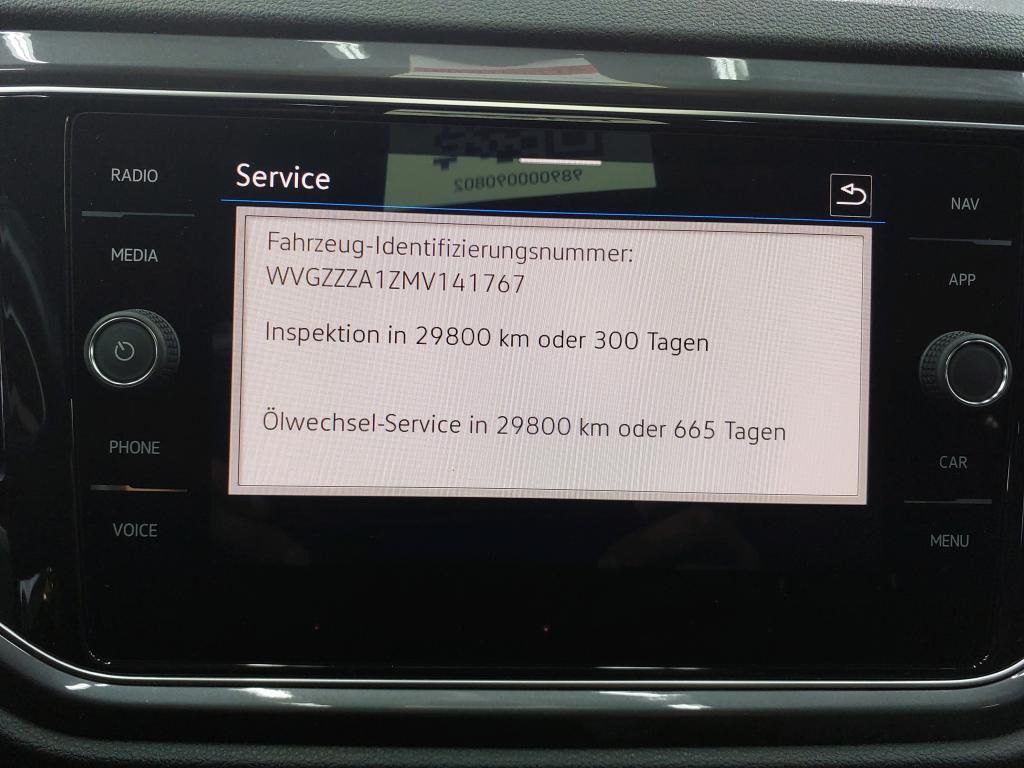 Service
RADIO
MEDIA
PHONE
VOICE
Fahrzeug-Identifizierungsnummer:
WVGZZZA1ZMV141767
Inspektion in 29800 km oder 300 Tagen
Ölwechsel-Service in 29800 km oder 665 Tagen
NAV
APP
CAR
MENU